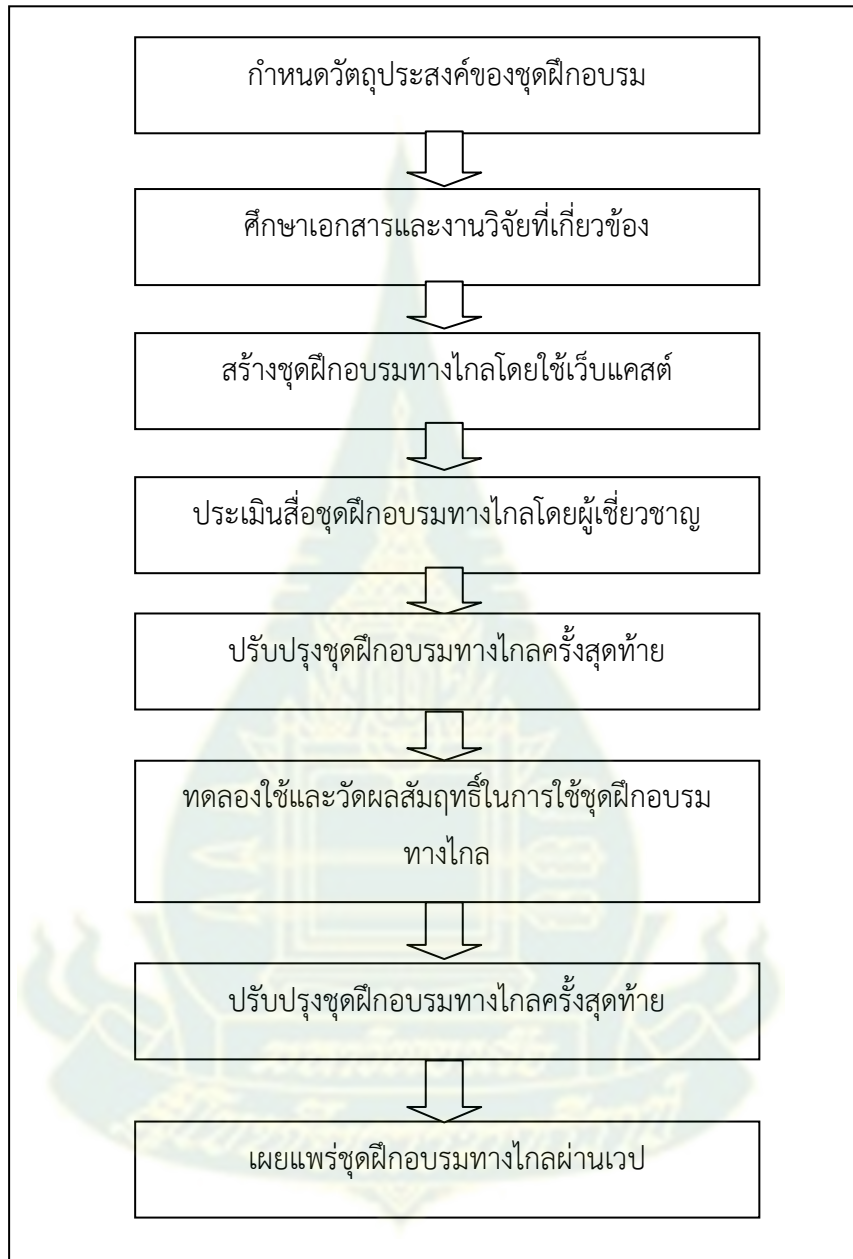 กำหนดวัตถุประสงค์ของชุดฝึกอบรม
ศึกษาเอกสารและงานวิจัยที่เกี่ยวข้อง
สร้างชุดฝึกอบรมทางไกลโดยใช้เว็บแคสต์
ประเมินสื่อชุดฝึกอบรมทางไกลโดยผู้เชี่ยวชาญ
ปรับปรุงชุดฝึกอบรมทางไกลครั้งสุดท้าย
ทดลองใช้และวัดผลสัมฤทธิ์ในการใช้ชุดฝึกอบรม
ทางไกล
ปรับปรุงชุดฝึกอบรมทางไกลครั้งสุดท้าย
เผยแพร่ชุดฝึกอบรมทางไกลผ่านเวป